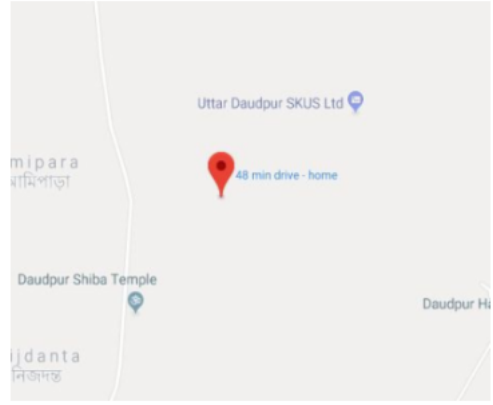 Uttar Daudpur SKUS Ltd
mipara
ামিপাড়া
48 min drive - home
Daudpur Shiba Temple
Daudpur Ha
ijdanta
নিজদন্ত